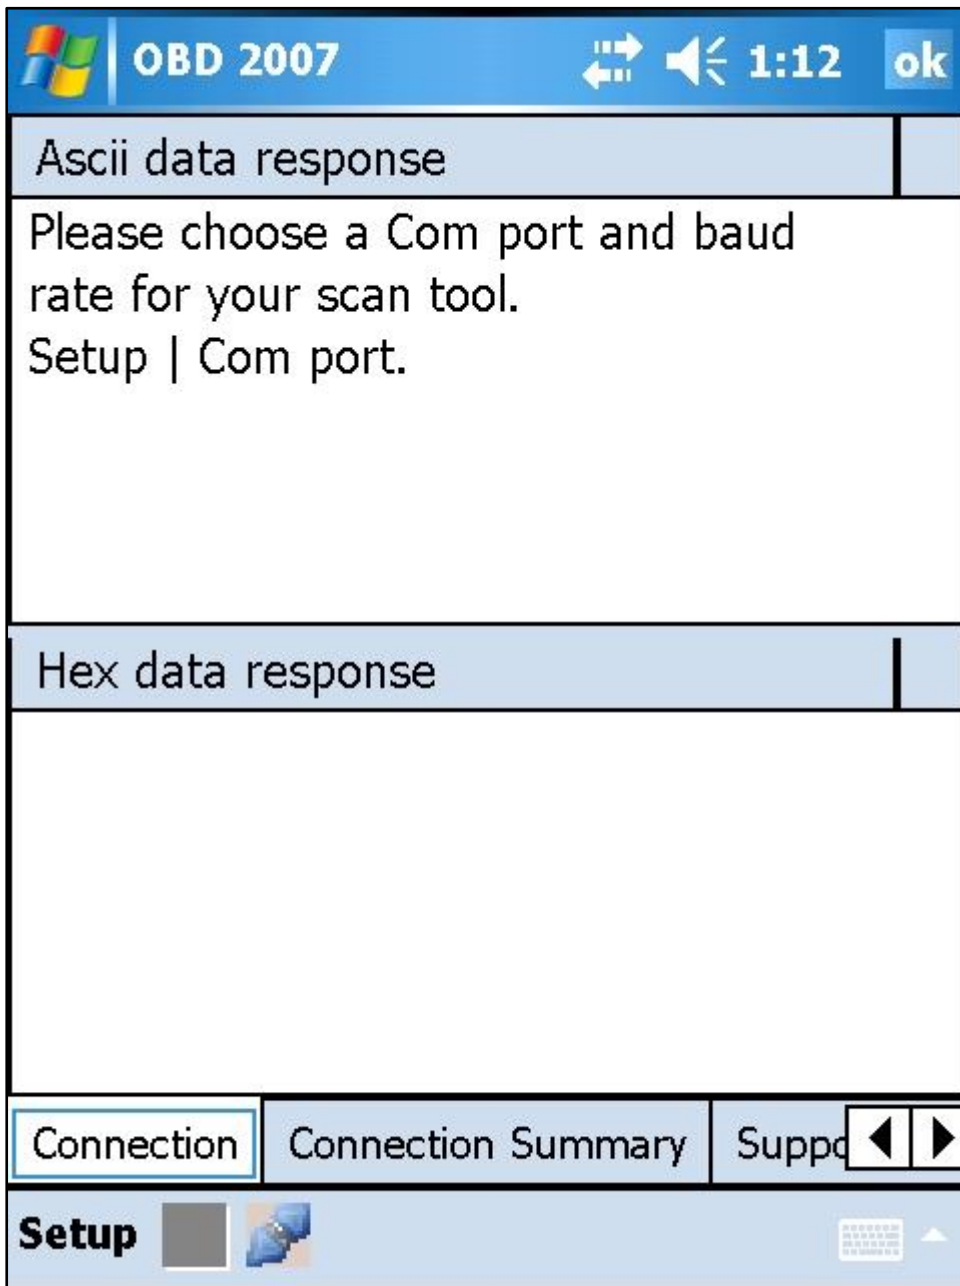 OBD 2007 1:12 ok
Ascii data response
Please choose a Com port and baud
rate for your scan tool.
Setup | Com port.
Hex data response
Connection Connection Summary
Setup